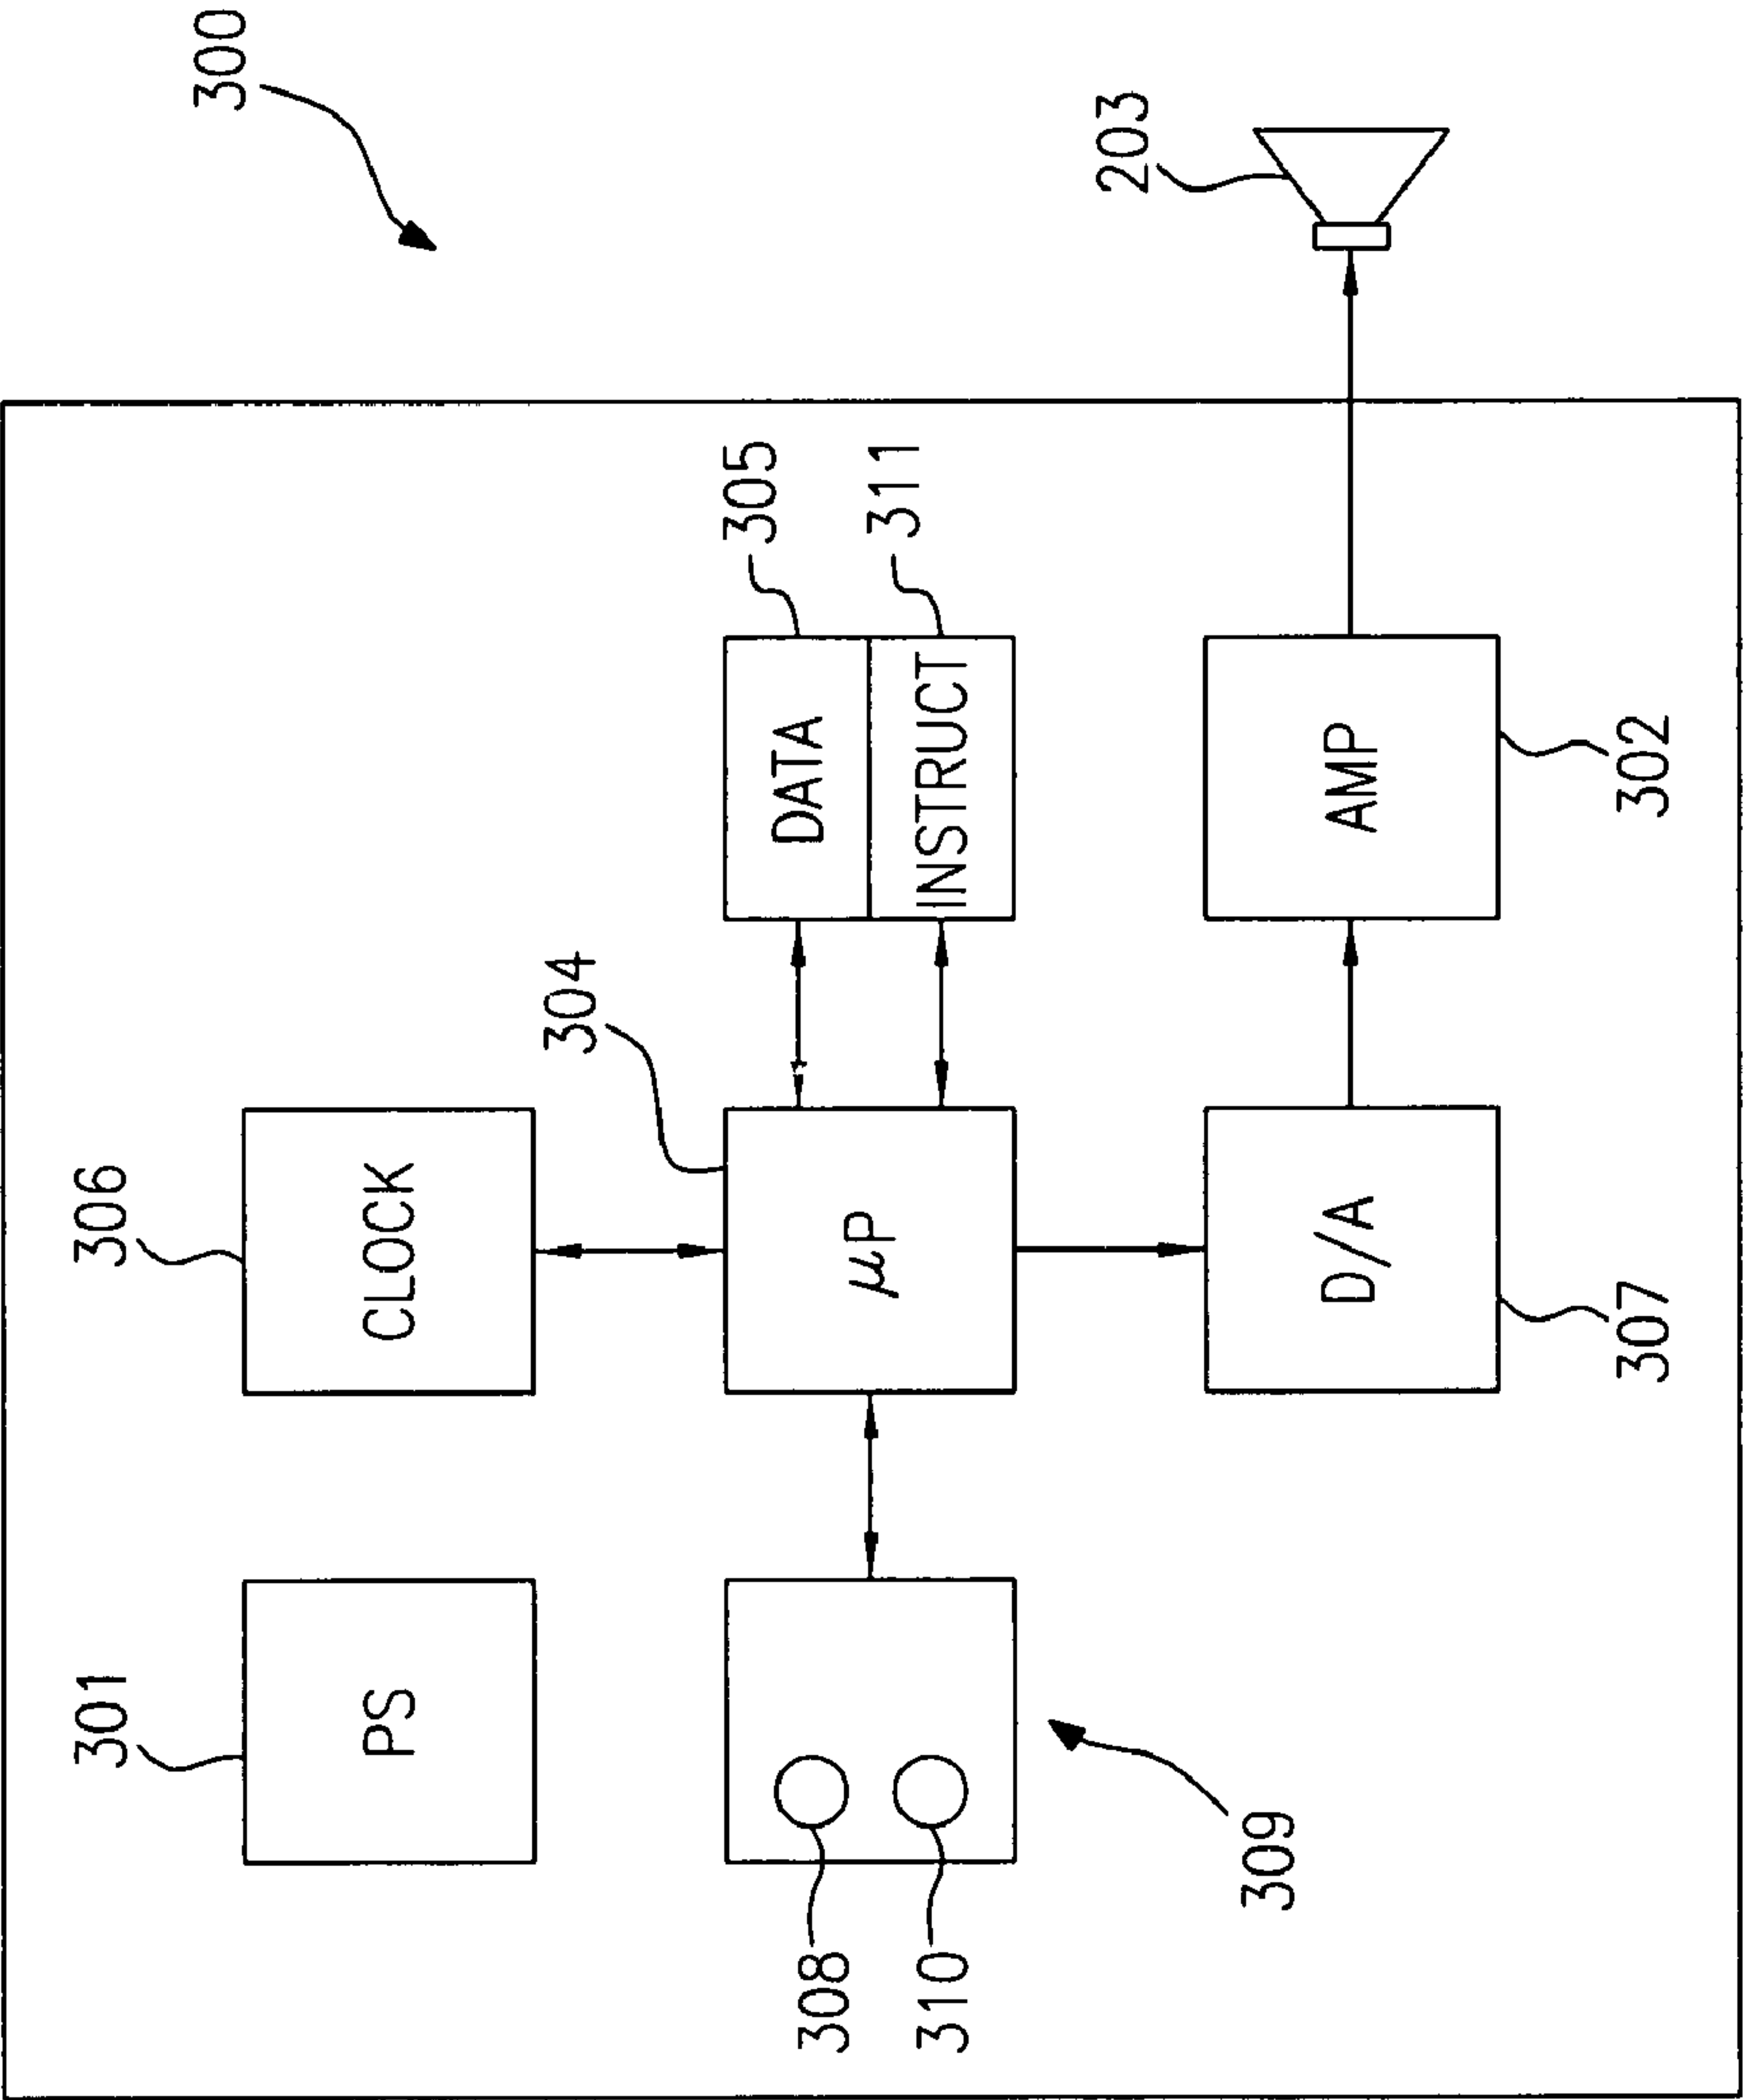 300
203
305
311
DATA
INSTRUCT
AMP
302
304
306
CLOCK
μP
D/A
307
301
PS
309
308
310